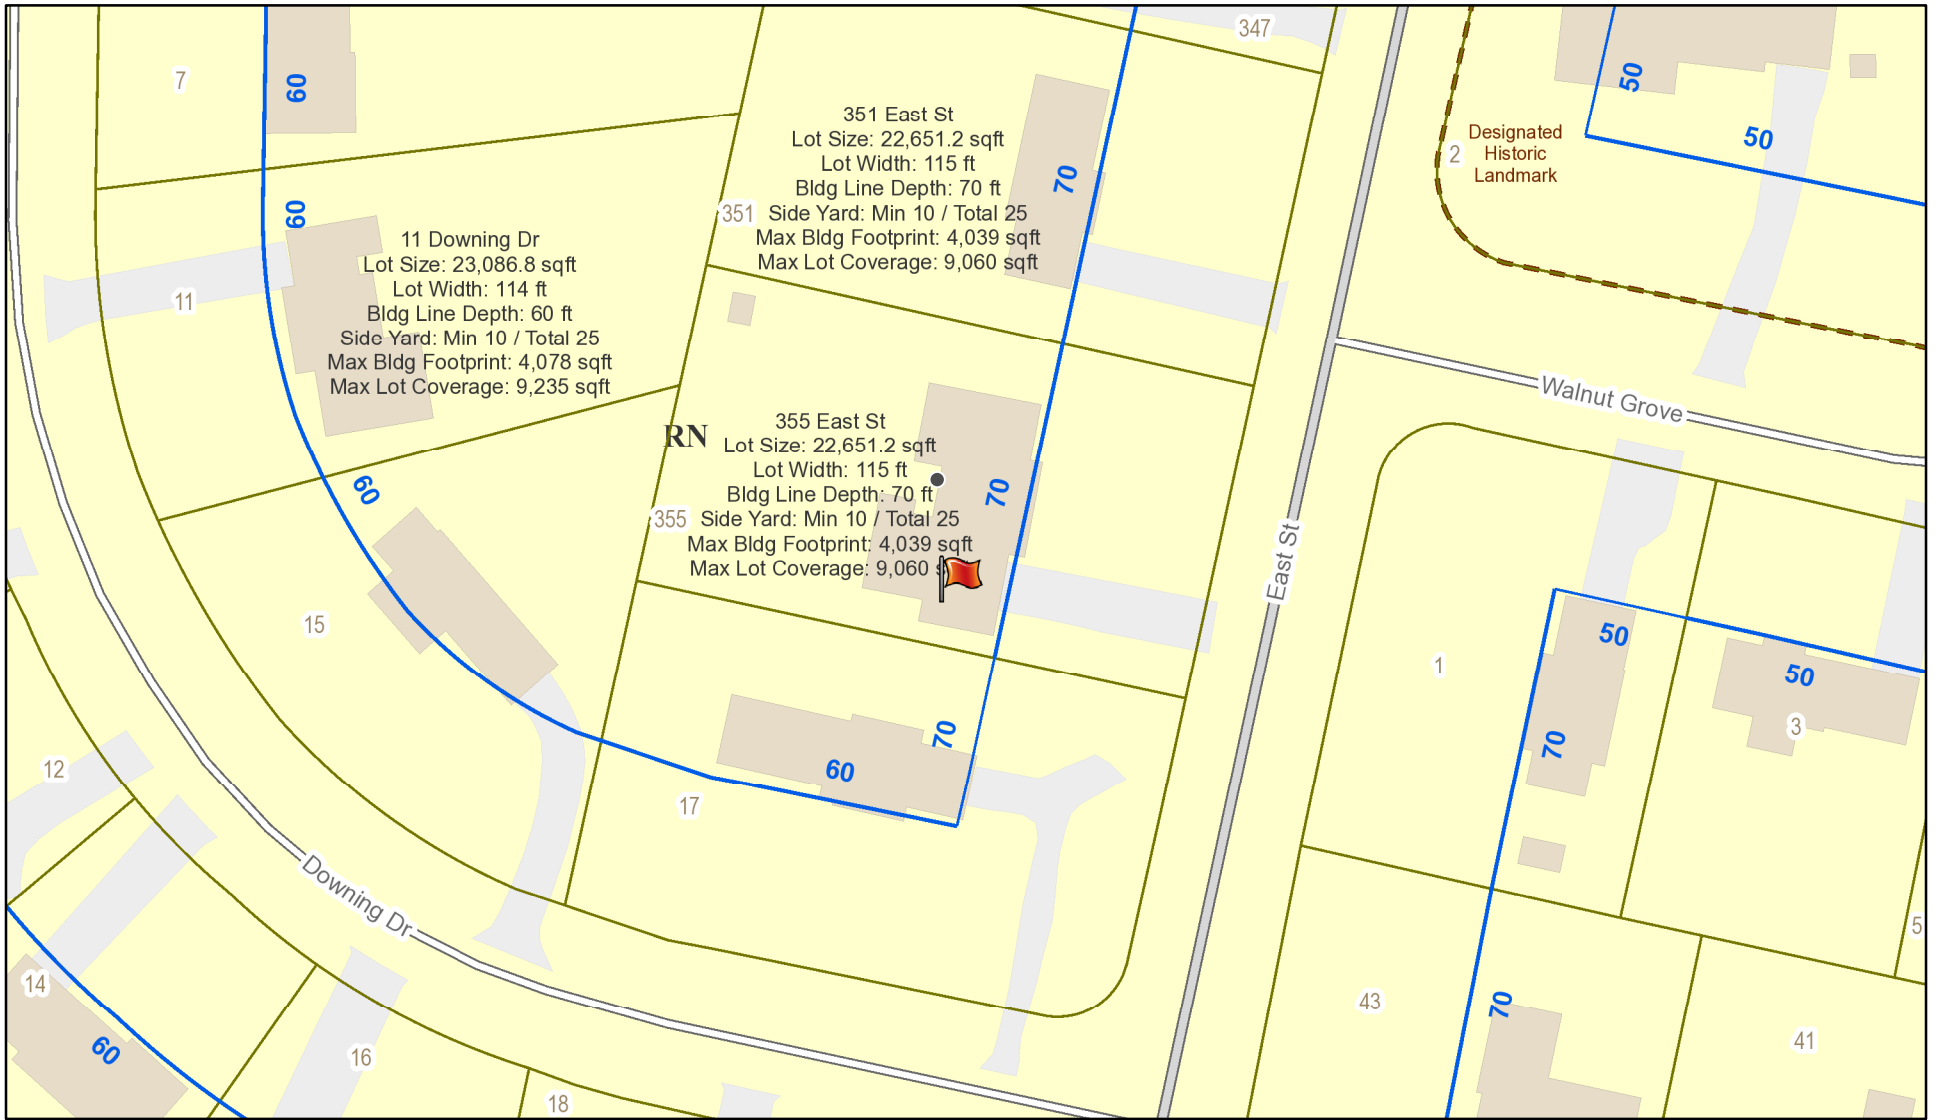 347
7
60
50
351 East St
Lot Size: 22,651.2 sqft
Lot Width: 115 ft
Bldg Line Depth: 70 ft
Side Yard: Min 10 / Total 25
Max Bldg Footprint: 4,039 sqft
Max Lot Coverage: 9,060 sqft
351
70
Designated
Historic
Landmark
2
50
60
11 Downing Dr
Lot Size: 23,086.8 sqft
Lot Width: 114 ft
Bldg Line Depth: 60 ft
Side Yard: Min 10 / Total 25
Max Bldg Footprint: 4,078 sqft
Max Lot Coverage: 9,235 sqft
11
Walnut Grove
RN
355 East St
Lot Size: 22,651.2 sqft
Lot Width: 115 ft
Bldg Line Depth: 70 ft
Side Yard: Min 10 / Total 25
Max Bldg Footprint: 4,039 sqft
Max Lot Coverage: 9,060
355
70
60
East St
15
1
50
50
3
70
70
60
17
12
Downing Dr
5
14
43
70
41
60
16
18